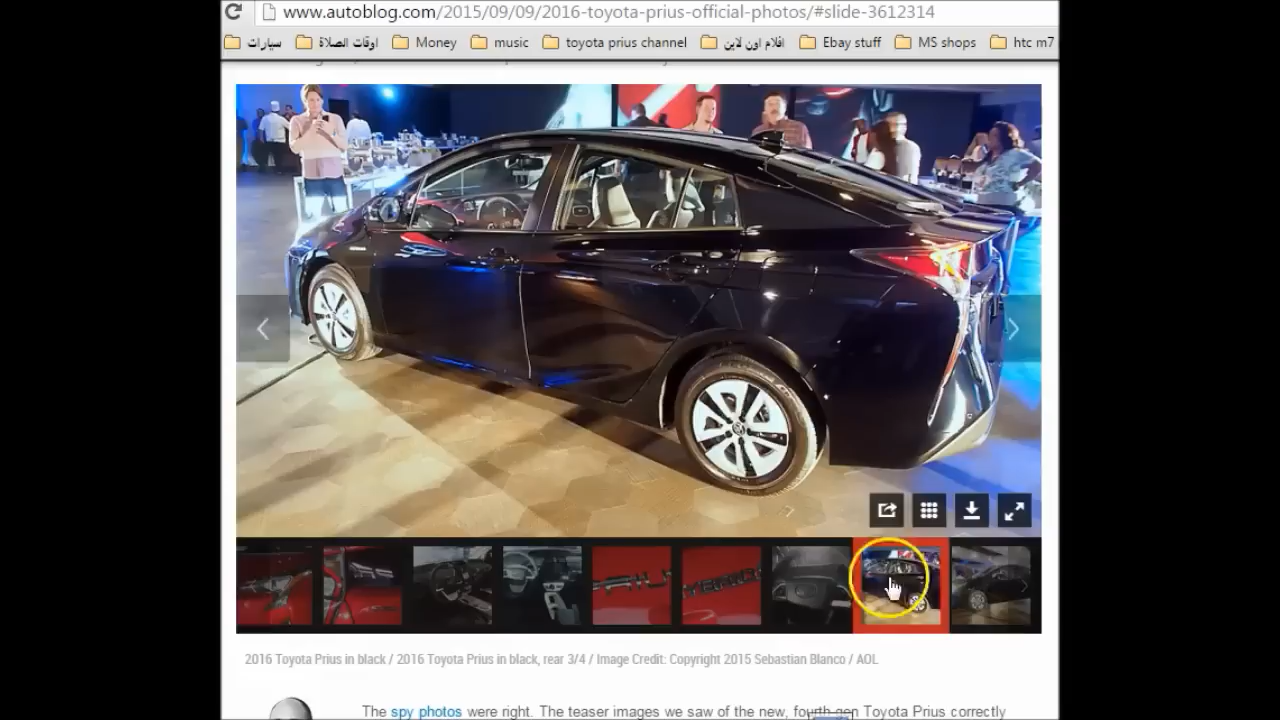 www.autoblog.com/2015/09/09/2016-toyota-prius-official-photos/#slide-3612314
سيارات اوقات الصلاة Money music toyota prius channel افلام اون لاين Ebay stuff MS shops htc m7
2016 Toyota Prius in black / 2016 Toyota Prius in black, rear 3/4 / Image Credit: Copyright 2015 Sebastian Blanco / AOL
The spy photos were right. The teaser images we saw of the new, fourth-gen Toyota Prius correctly